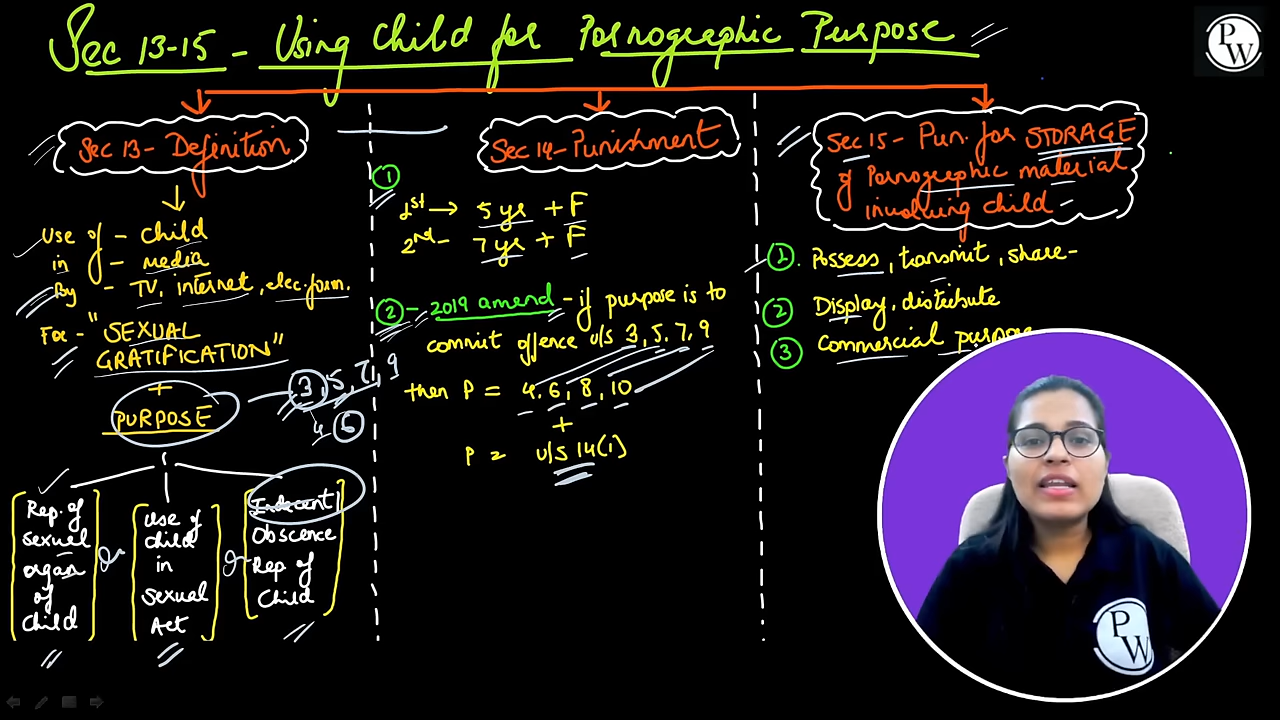 Sec 13-15 - Using Child for Pornographic Purpose
PW
Sec 13 - Definition
Use of - child
in - media
By - TV, internet, elec. form.
For - "SEXUAL
GRATIFICATION"
+
PURPOSE
3, 5, 7, 9
4 6
Rep. of
sexual
organ
of
child
or
Use of
child
in
sexual
Act
or
Indecent/
Obscence
Rep of
Child
Sec 14 - Punishment
1
1st → 5 yr + F
2nd - 7 yr + F
2 - 2019 amend - if purpose is to
commit offence u/s 3, 5, 7, 9
then P = 4, 6, 8, 10
+
P = u/s 14(1)
Sec 15 - Pun. for STORAGE
of Pornographic material
involving child -
1. Possess, transmit, share-
2 Display, distribute
3 Commercial purpose
PW